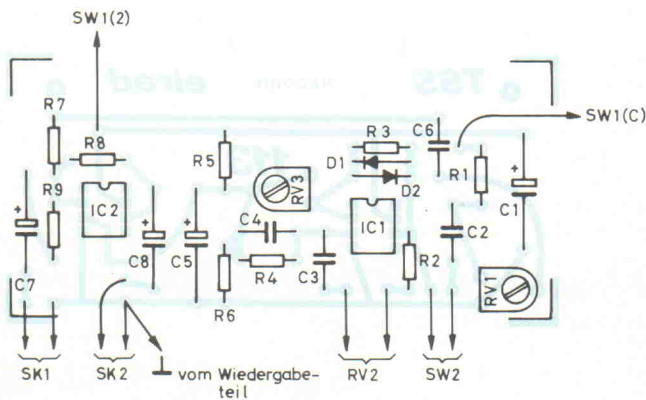 SW1(2)
SW1(C)
R7
R8
R9
IC2
C7
C8
C5
R5
R6
RV3
C4
R4
C3
R3
D1
D2
IC1
C6
R1
C1
C2
R2
RV1
SK1
SK2
RV2
SW2
vom Wiedergabe-
teil